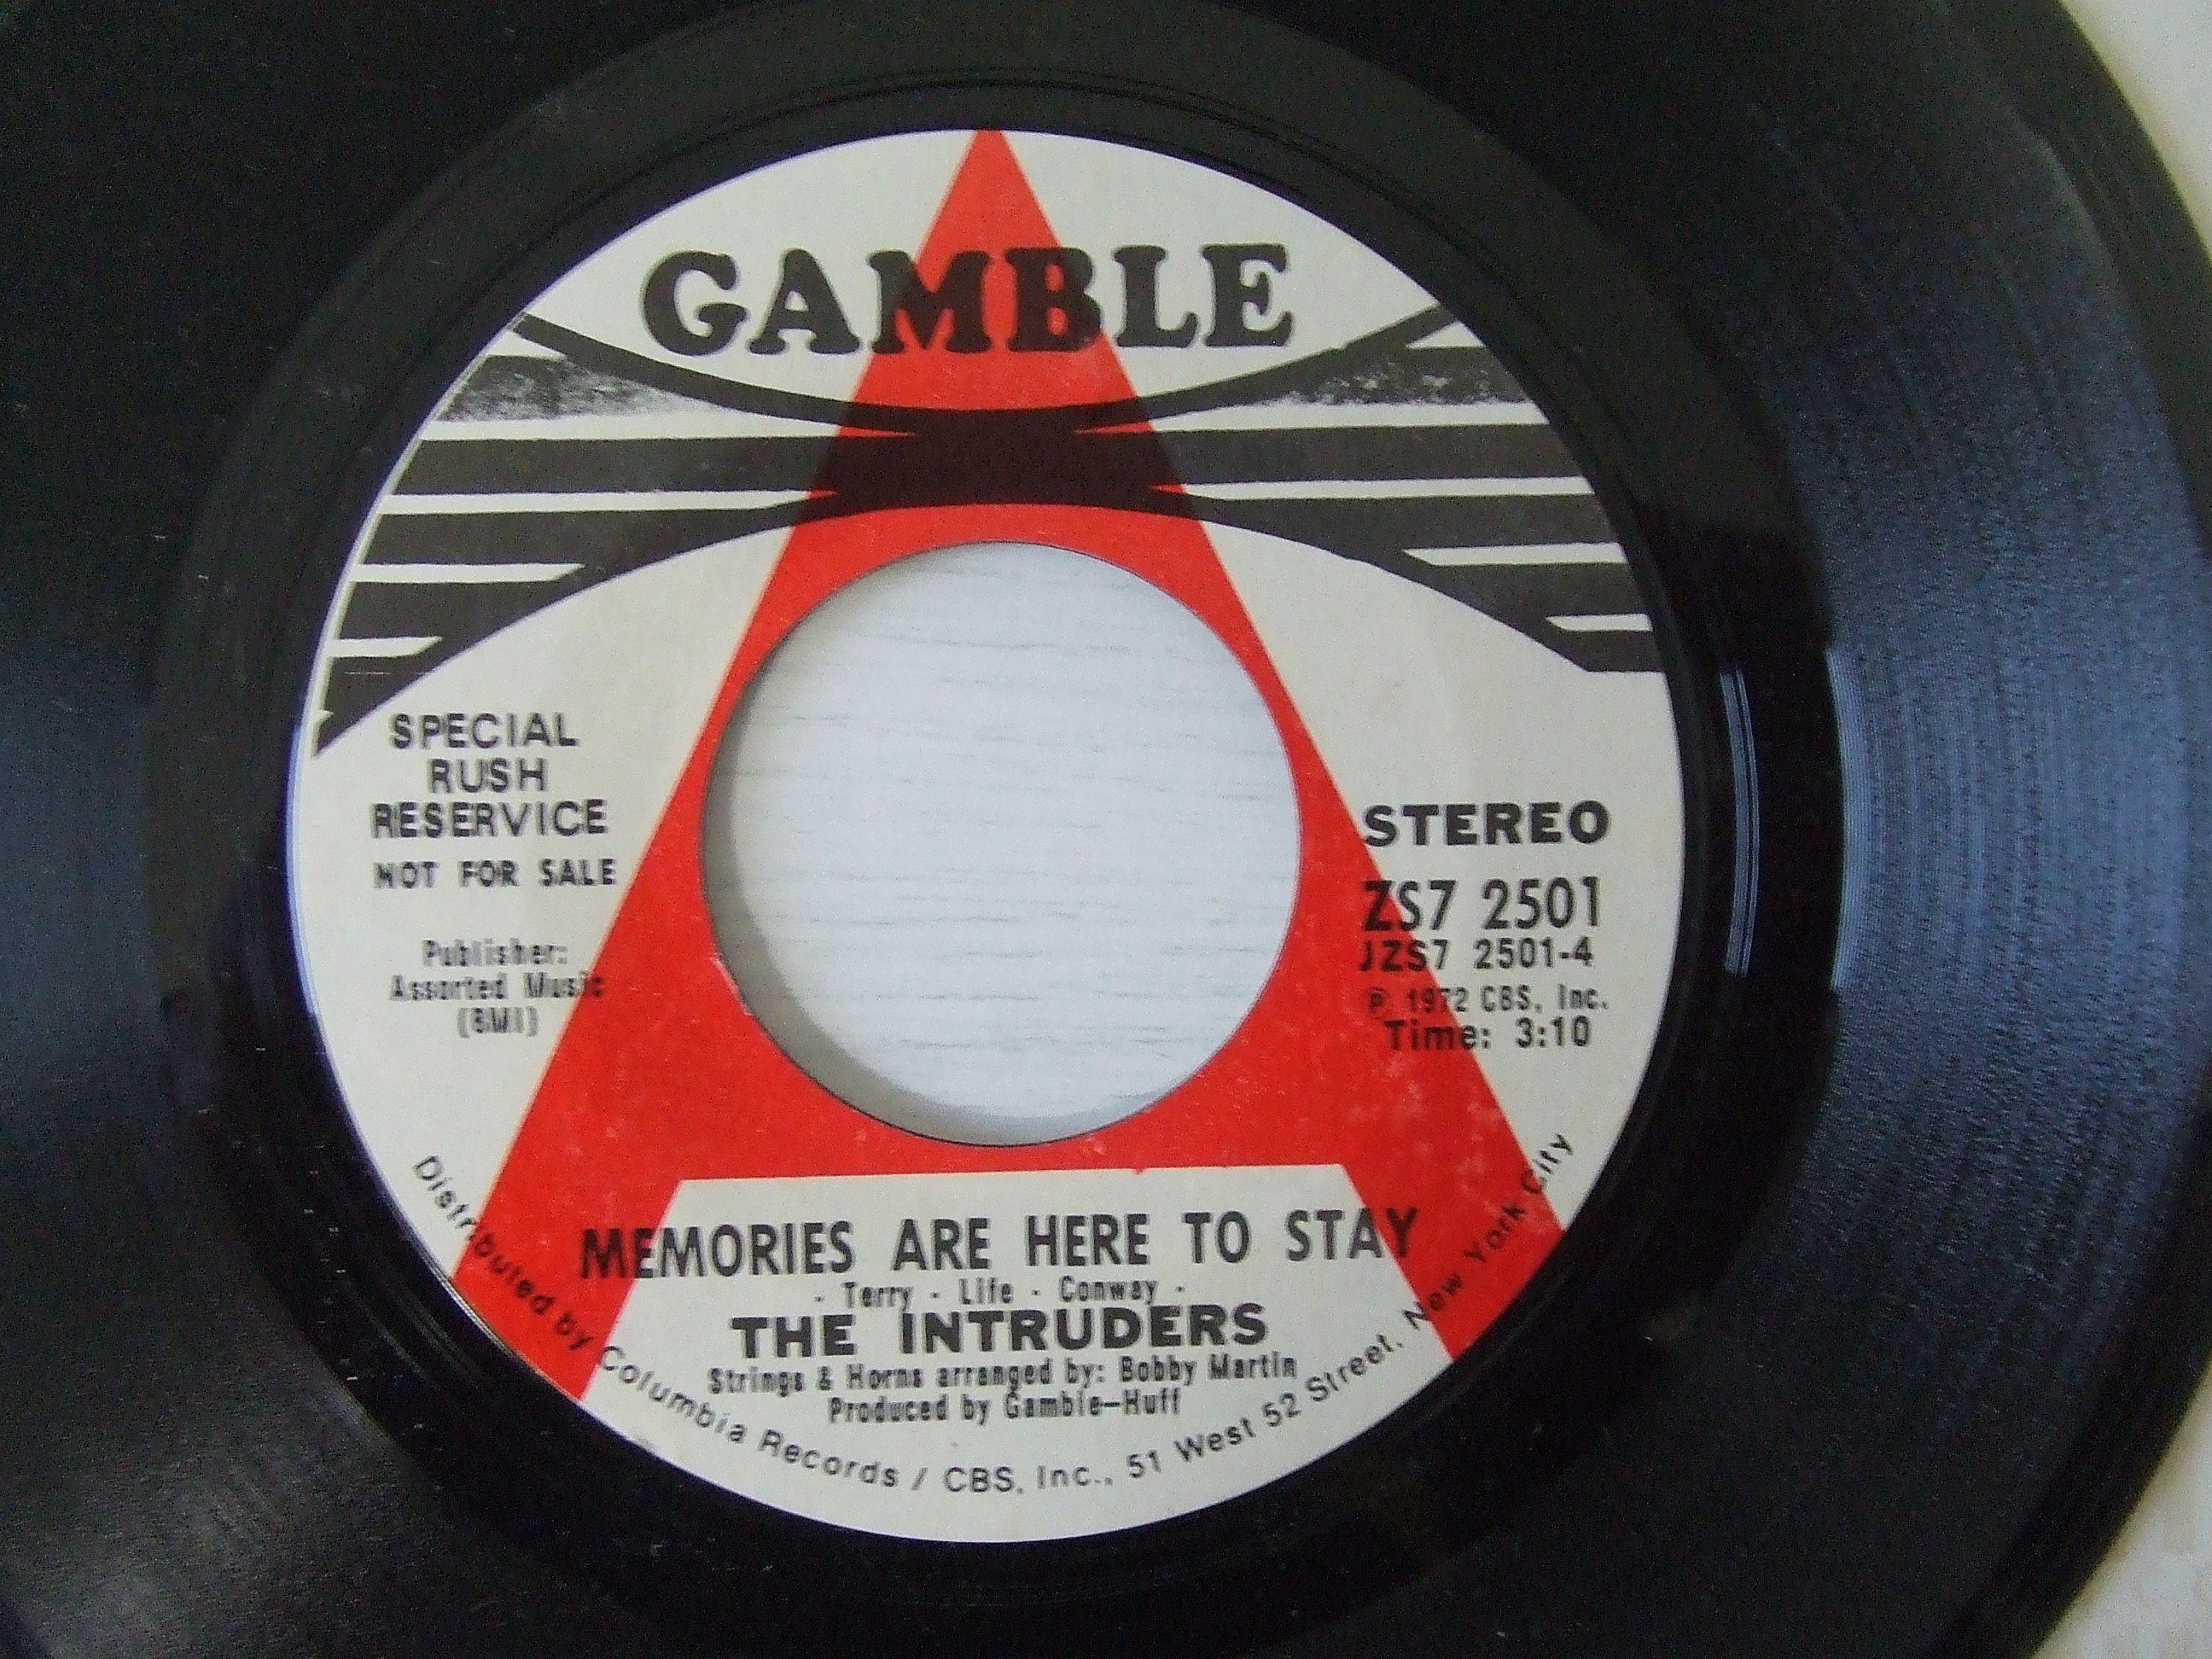 GAMBLE
SPECIAL
RUSH
RESERVICE
NOT FOR SALE
Publisher:
Assorted Music
(BMI)
STEREO
ZS7 2501
JZS7 2501-4
Ⓟ 1972 CBS, Inc.
Time: 3:10
MEMORIES ARE HERE TO STAY
- Terry - Life - Conway -
THE INTRUDERS
Strings & Horns arranged by: Bobby Martin
Produced by Gamble-Huff
Distributed by Columbia Records / CBS, Inc., 51 West 52 Street, New York City